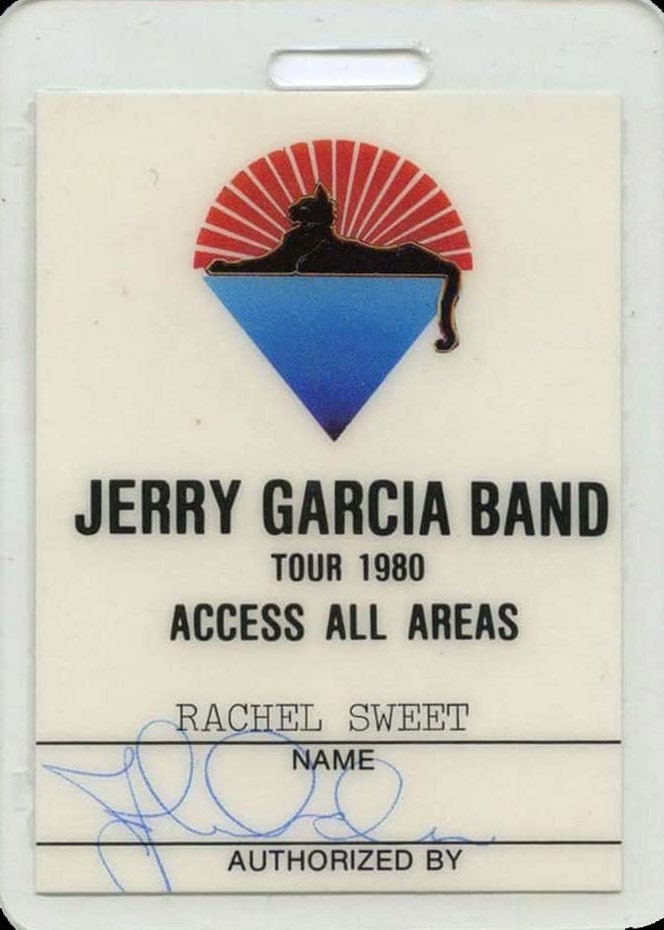 JERRY GARCIA BAND
TOUR 1980
ACCESS ALL AREAS
RACHEL SWEET
NAME
AUTHORIZED BY